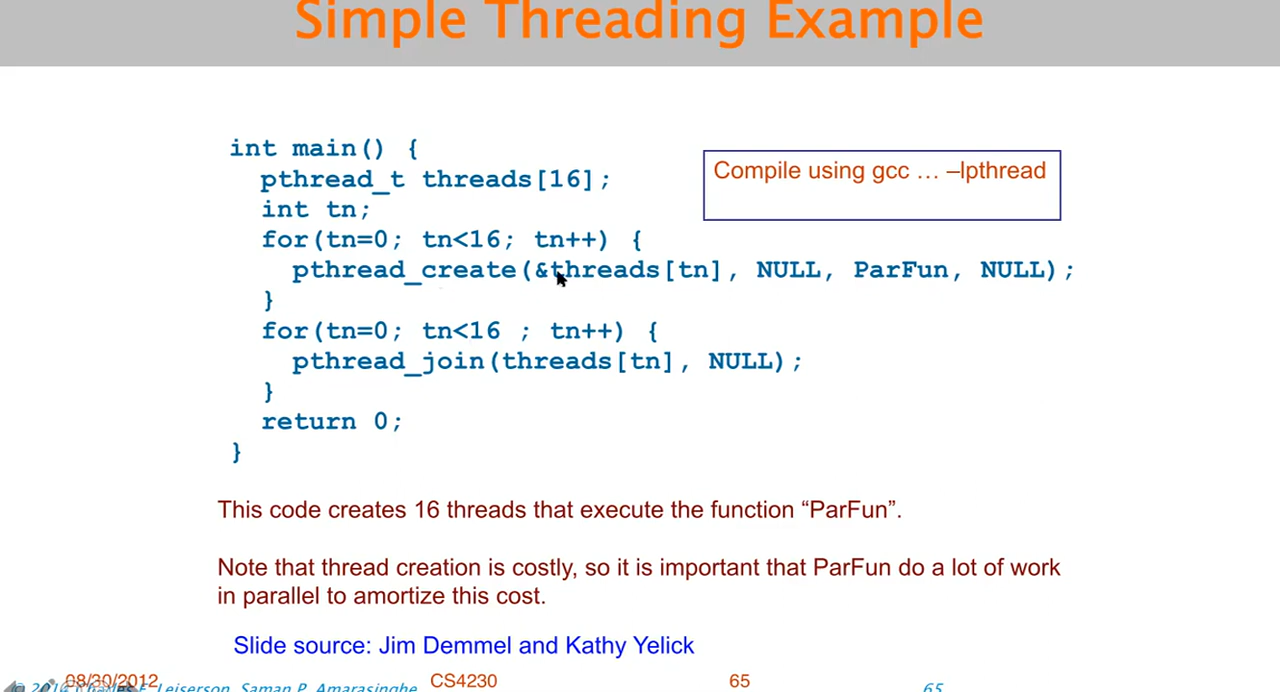 Simple Threading Example
int main() {
Compile using gcc … –lpthread
pthread_t threads[16];
int tn;
for(tn=0; tn<16; tn++) {
pthread_create(&threads[tn], NULL, ParFun, NULL);
}
for(tn=0; tn<16 ; tn++) {
pthread_join(threads[tn], NULL);
}
return 0;
}
This code creates 16 threads that execute the function “ParFun”.
Note that thread creation is costly, so it is important that ParFun do a lot of work
in parallel to amortize this cost.
Slide source: Jim Demmel and Kathy Yelick
08/30/2012 CS4230 65
Leiserson, Saman P. Amarasinghe 65